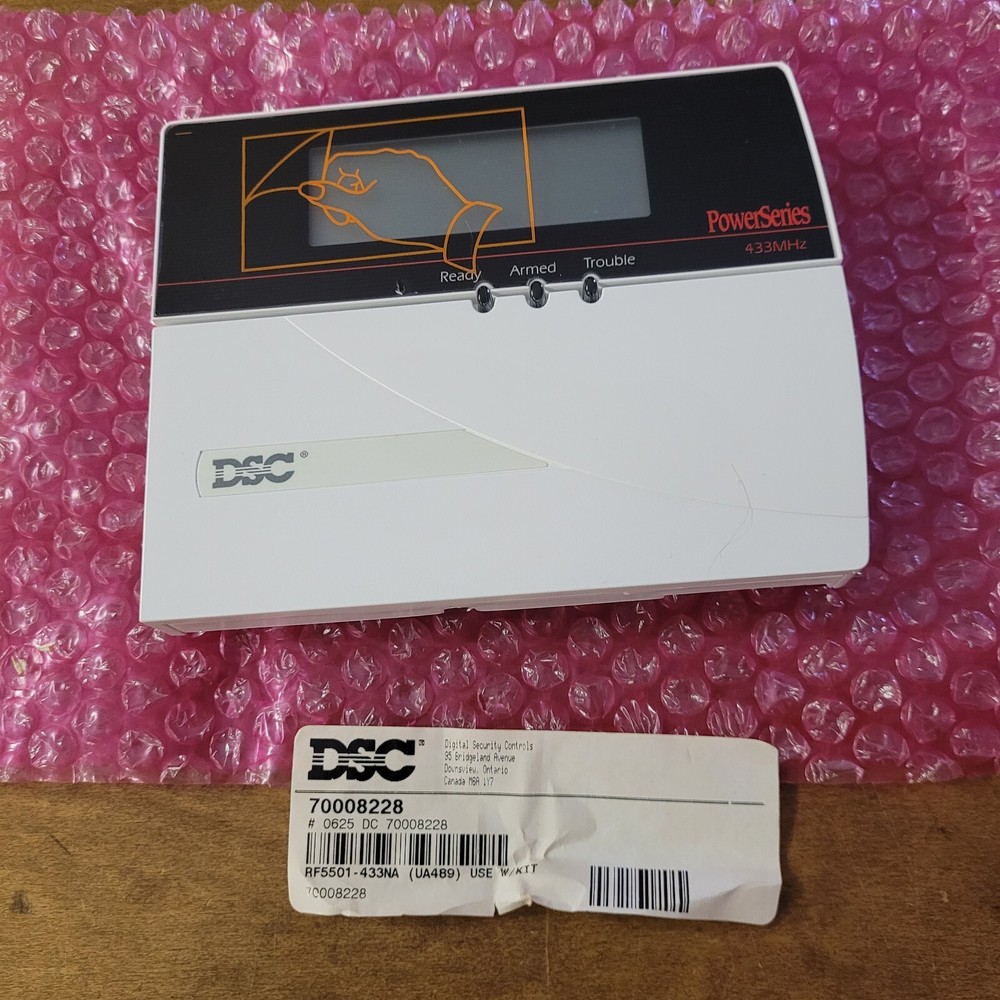 PowerSeries
433MHz
Ready Armed Trouble
DSC®
DSC®
Digital Security Controls
95 Bridgeland Avenue
Downsview, Ontario
Canada M6A 1Y7
70008228
# 0625 DC 70008228
RF5501-433NA (UA489) USE W/KIT
70008228